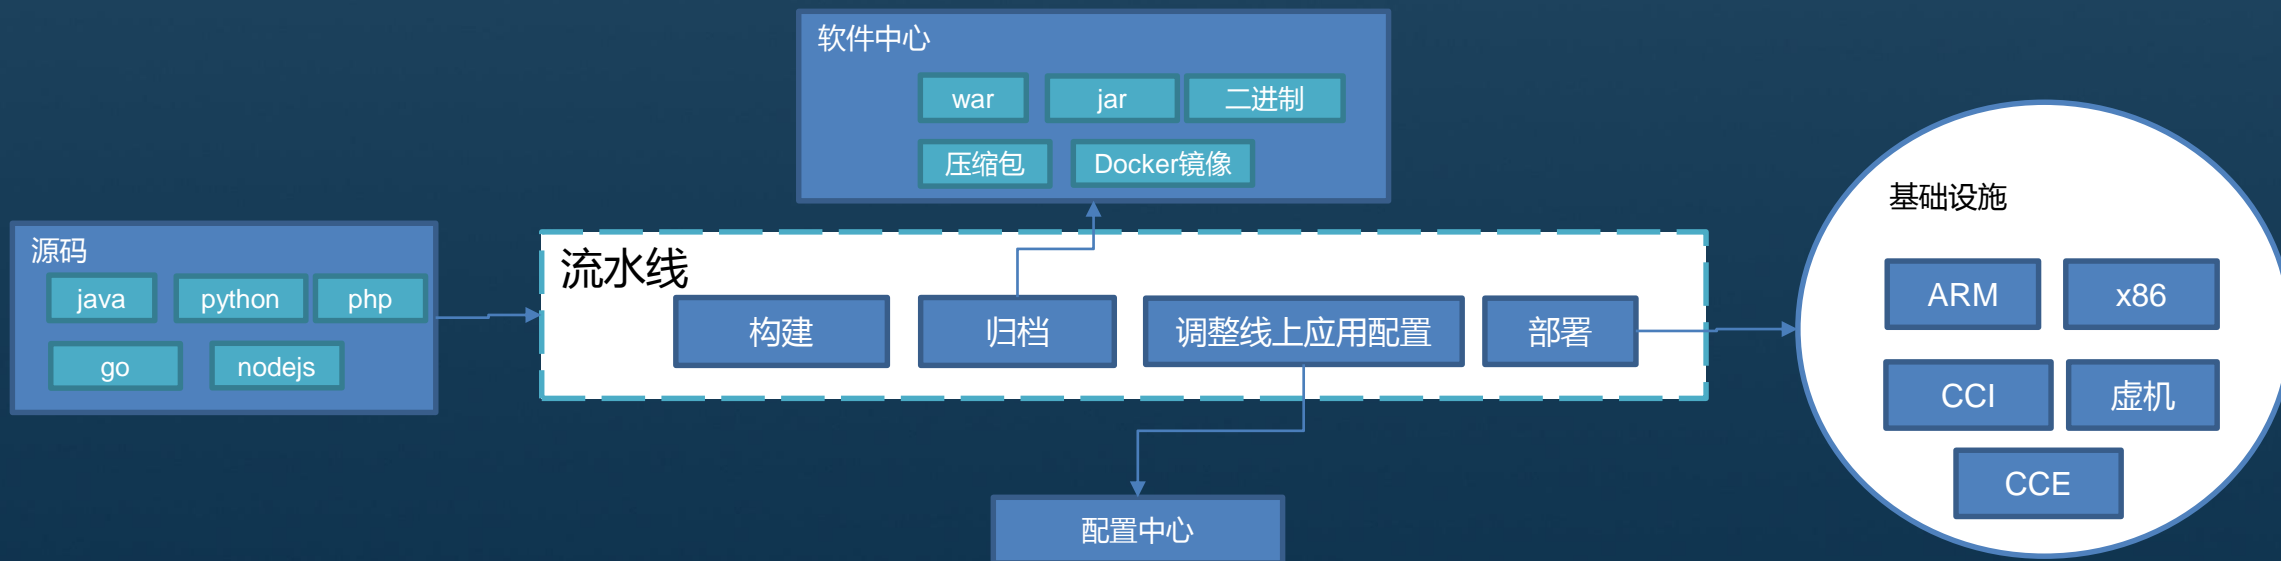 软件中心
war
jar
二进制
压缩包
Docker镜像
源码
java
python
php
go
nodejs
流水线
构建
归档
调整线上应用配置
部署
配置中心
基础设施
ARM
x86
CCI
虚机
CCE